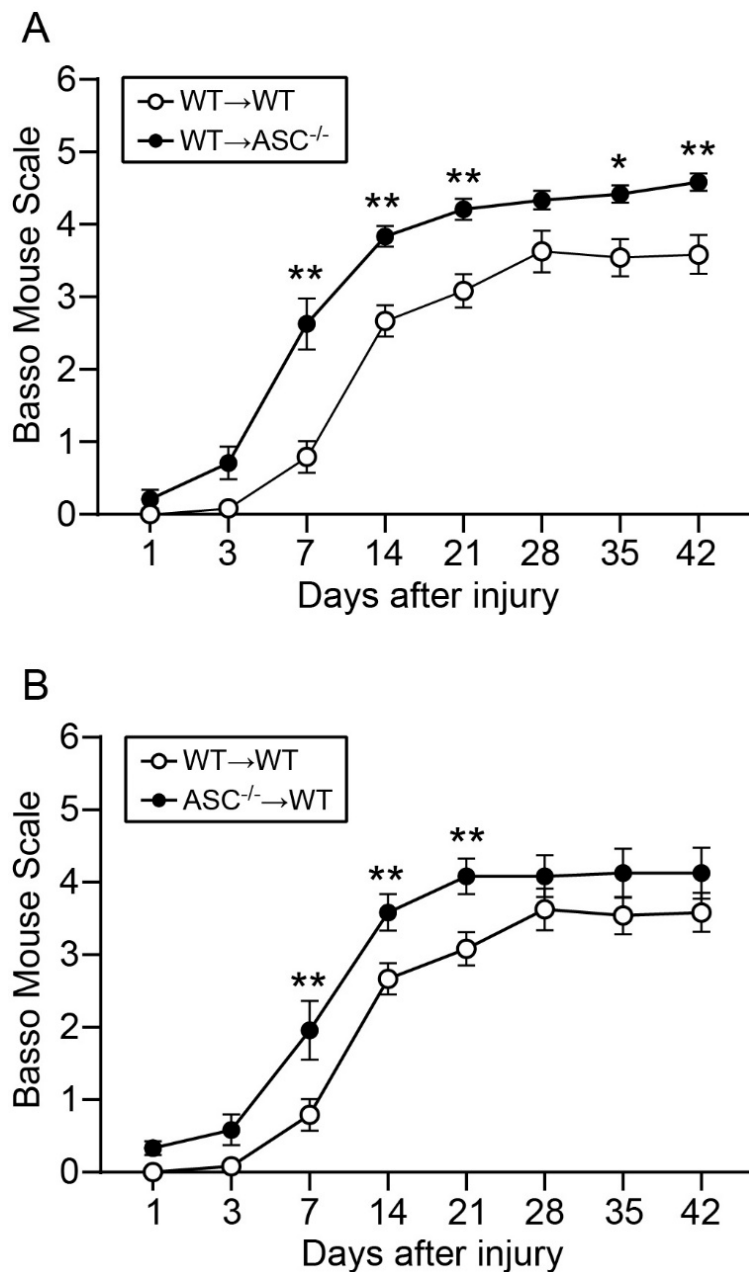 A
6
5
4
3
2
1
0
Basso Mouse Scale
WT→WT
WT→ASC-/-
**
**
**
*
**
1 3 7 14 21 28 35 42
Days after injury
B
6
5
4
3
2
1
0
Basso Mouse Scale
WT→WT
ASC-/-→WT
**
**
**
1 3 7 14 21 28 35 42
Days after injury